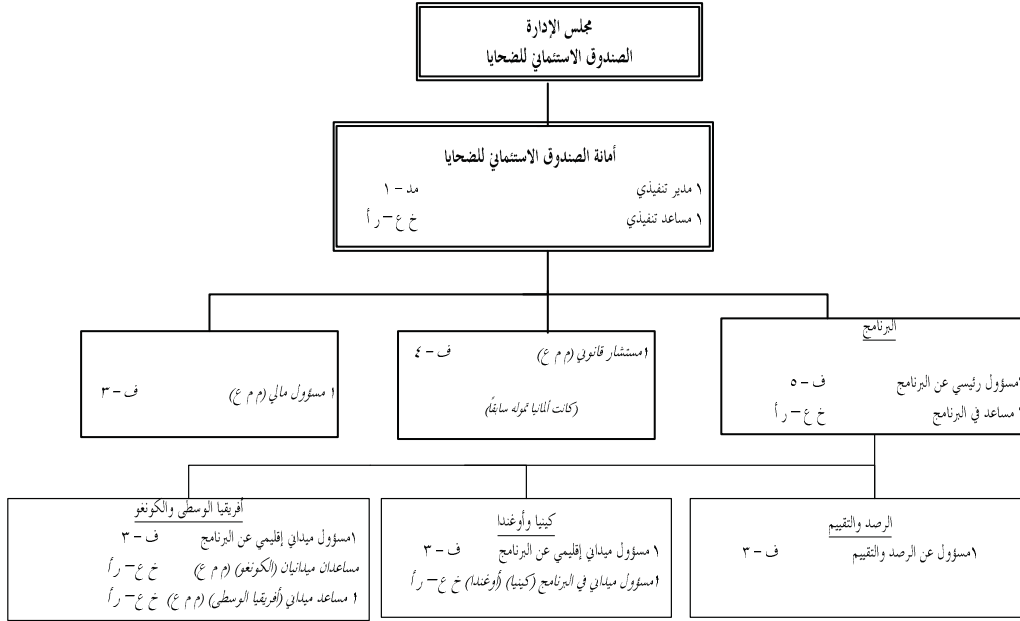 مجلس الإدارة
الصندوق الاستئماني للضحايا
أمانة الصندوق الاستئماني للضحايا
١ مدير تنفيذي مد – ١
١ مساعد تنفيذي خ ع – ر أ
البرنامج
١مسؤول رئيسي عن البرنامج ف – ٥
١ مساعد في البرنامج خ ع – ر أ
١مستشار قانوني (م م ع) ف – ٤
(كانت ألمانيا تموله سابقاً)
١ مسؤول مالي (م م ع) ف – ٣
الرصد والتقييم
١مسؤول عن الرصد والتقييم ف – ٣
كينيا وأوغندا
١ مسؤول ميداني إقليمي عن البرنامج ف – ٣
١مسؤول ميداني في البرنامج (كينيا) (أوغندا) خ ع – ر أ
أفريقيا الوسطى والكونغو
١مسؤول ميداني إقليمي عن البرنامج ف – ٣
مساعدان ميدانيان (الكونغو) (م م ع) خ ع – ر أ
١ مساعد ميداني (أفريقيا الوسطى) (م م ع) خ ع – ر أ